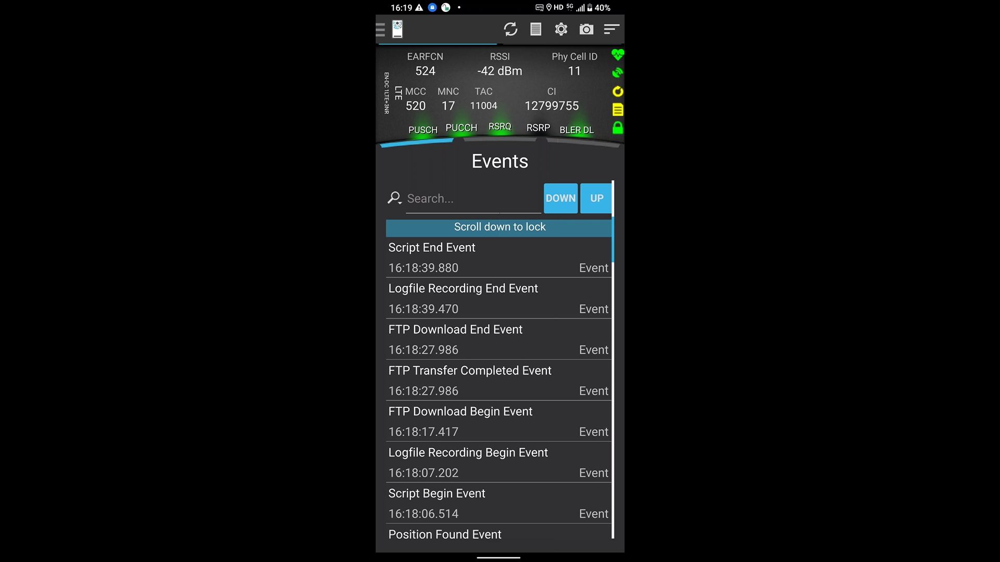 16:19 HD 5G 40%
EARFCN RSSI Phy Cell ID
524 -42 dBm 11
EN-DC 1LTE+3NR
LTE
MCC MNC TAC CI
520 17 11004 12799755
PUSCH PUCCH RSRQ RSRP BLER DL
Events
Search... DOWN UP
Scroll down to lock
Script End Event
16:18:39.880 Event
Logfile Recording End Event
16:18:39.470 Event
FTP Download End Event
16:18:27.986 Event
FTP Transfer Completed Event
16:18:27.986 Event
FTP Download Begin Event
16:18:17.417 Event
Logfile Recording Begin Event
16:18:07.202 Event
Script Begin Event
16:18:06.514 Event
Position Found Event